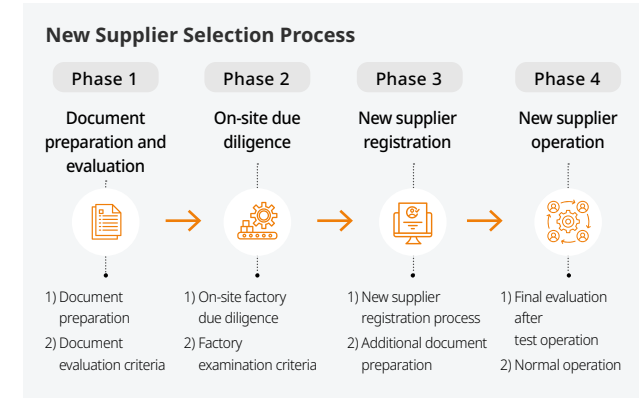 New Supplier Selection Process
Phase 1
Phase 2
Phase 3
Phase 4
Document
preparation and
evaluation
On-site due
diligence
New supplier
registration
New supplier
operation
1) Document
preparation
2) Document
evaluation criteria
1) On-site factory
due diligence
2) Factory
examination criteria
1) New supplier
registration process
2) Additional document
preparation
1) Final evaluation
after
test operation
2) Normal operation